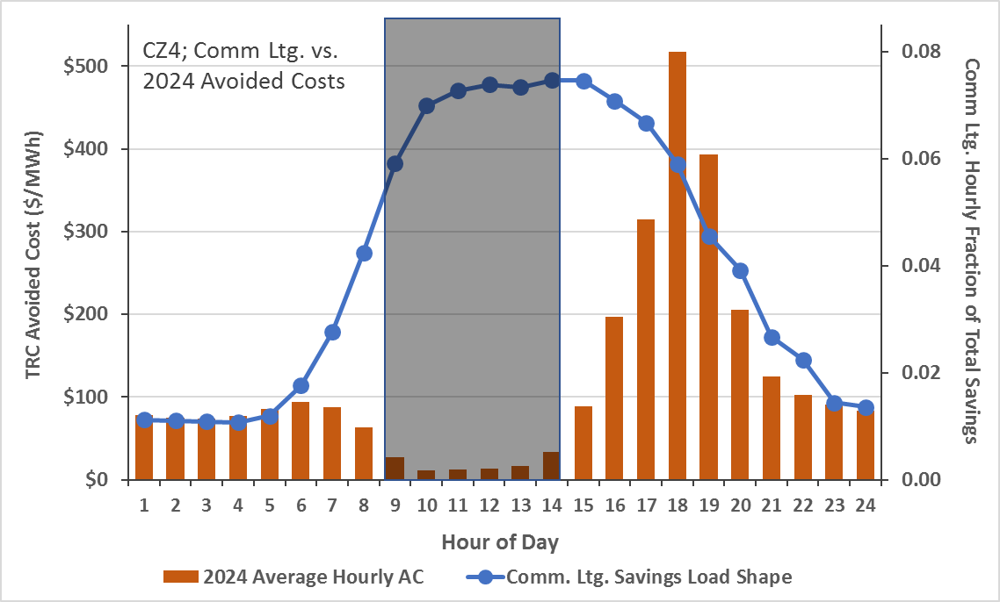 CZ4; Comm Ltg. vs.
2024 Avoided Costs
TRC Avoided Cost ($/MWh)
$500
$400
$300
$200
$100
$0
0.08
0.06
0.04
0.02
0.00
Comm Ltg. Hourly Fraction of Total Savings
1 2 3 4 5 6 7 8 9 10 11 12 13 14 15 16 17 18 19 20 21 22 23 24
Hour of Day
2024 Average Hourly AC Comm. Ltg. Savings Load Shape